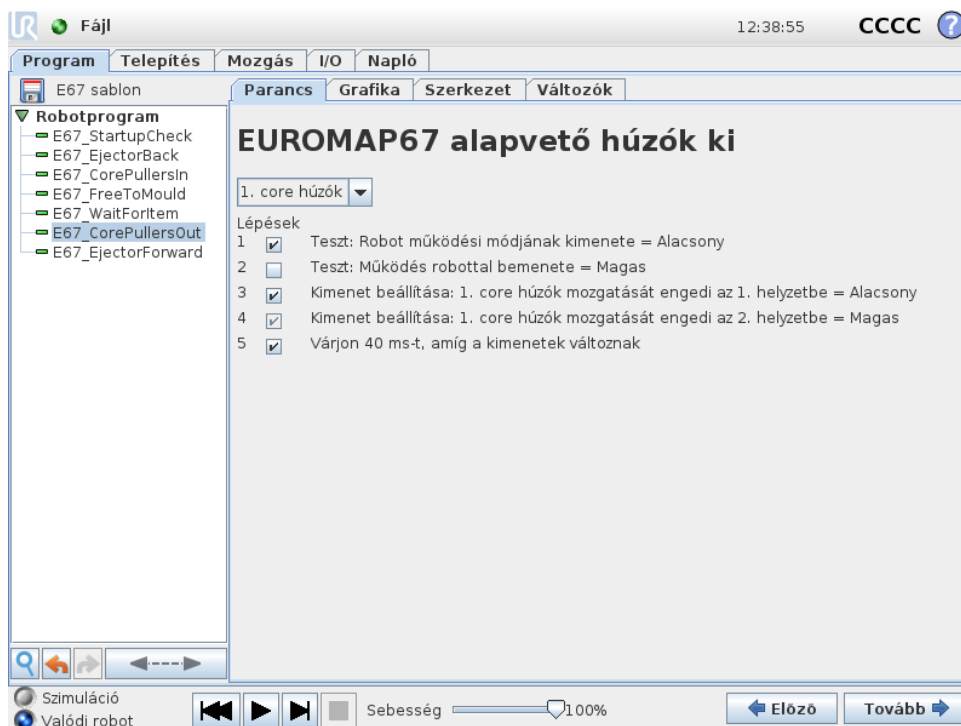 UR Fájl 12:38:55 CCCC ?
Program Telepítés Mozgás I/O Napló
E67 sablon
Parancs Grafika Szerkezet Változók
Robotprogram
E67_StartupCheck
E67_EjectorBack
E67_CorePullersIn
E67_FreeToMould
E67_WaitForItem
E67_CorePullersOut
E67_EjectorForward
EUROMAP67 alapvető húzók ki
1. core húzók
Lépések
1 Teszt: Robot működési módjának kimenete = Alacsony
2 Teszt: Működés robottal bemenete = Magas
3 Kimenet beállítása: 1. core húzók mozgatását engedi az 1. helyzetbe = Alacsony
4 Kimenet beállítása: 1. core húzók mozgatását engedi az 2. helyzetbe = Magas
5 Várjon 40 ms-t, amíg a kimenetek változnak
Szimuláció
Valódi robot
Sebesség 100%
Előző
Tovább